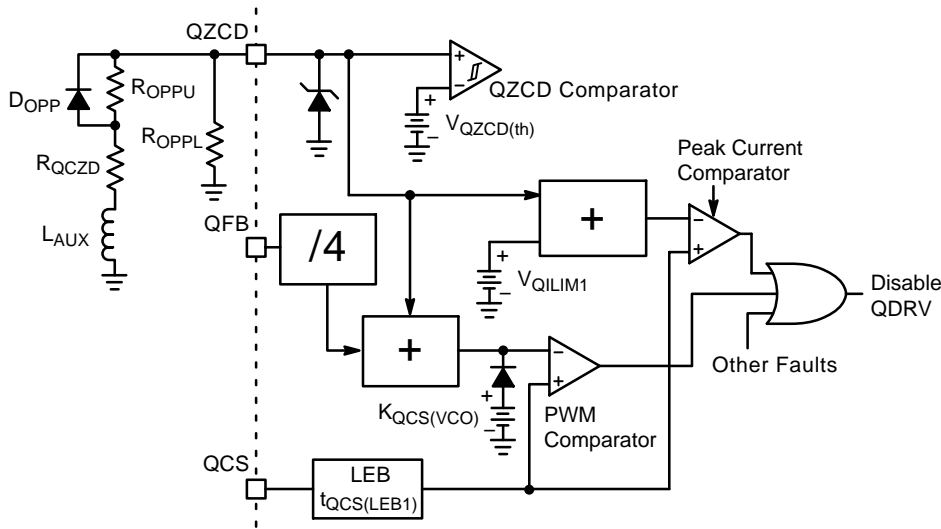 QZCD
DOPP
ROPPU
ROPPL
RQCZD
LAUX
+
−
QZCD Comparator
+
−
VQZCD(th)
Peak Current
Comparator
QFB
/4
+
+
−
VQILIM1
−
+
Disable
QDRV
Other Faults
+
−
+
+
−
KQCS(VCO)
PWM
Comparator
QCS
LEB
tQCS(LEB1)